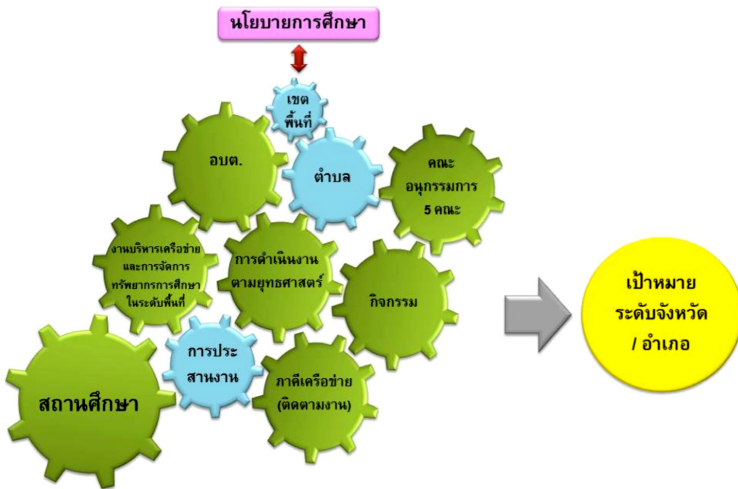 นโยบายการศึกษา
เขต
พื้นที่
อบต.
ตำบล
คณะ
อนุกรรมการ
5 คณะ
งานบริหารเครือข่าย
และการจัดการ
ทรัพยากรการศึกษา
ในระดับพื้นที่
การดำเนินงาน
ตามยุทธศาสตร์
กิจกรรม
เป้าหมาย
ระดับจังหวัด
/ อำเภอ
สถานศึกษา
การประ
สานงาน
ภาคีเครือข่าย
(ติดตามงาน)